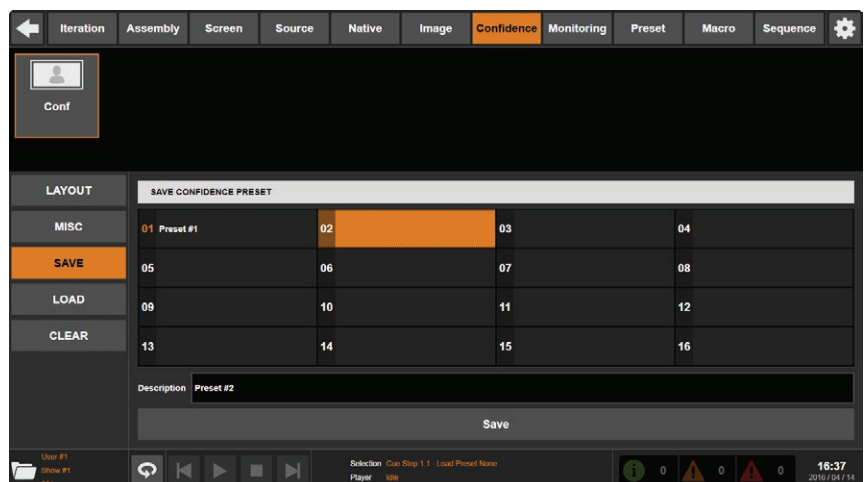 Iteration Assembly Screen Source Native Image Confidence Monitoring Preset Macro Sequence
Conf
LAYOUT
SAVE CONFIDENCE PRESET
MISC
01 Preset #1 02 03 04
SAVE
05 06 07 08
LOAD
09 10 11 12
CLEAR
13 14 15 16
Description Preset #2
Save
User #1
Show #1
Selection Cue Step 1.1 - Load Preset None
Player Idle
0 0 0
16:37
2016 / 04 / 14